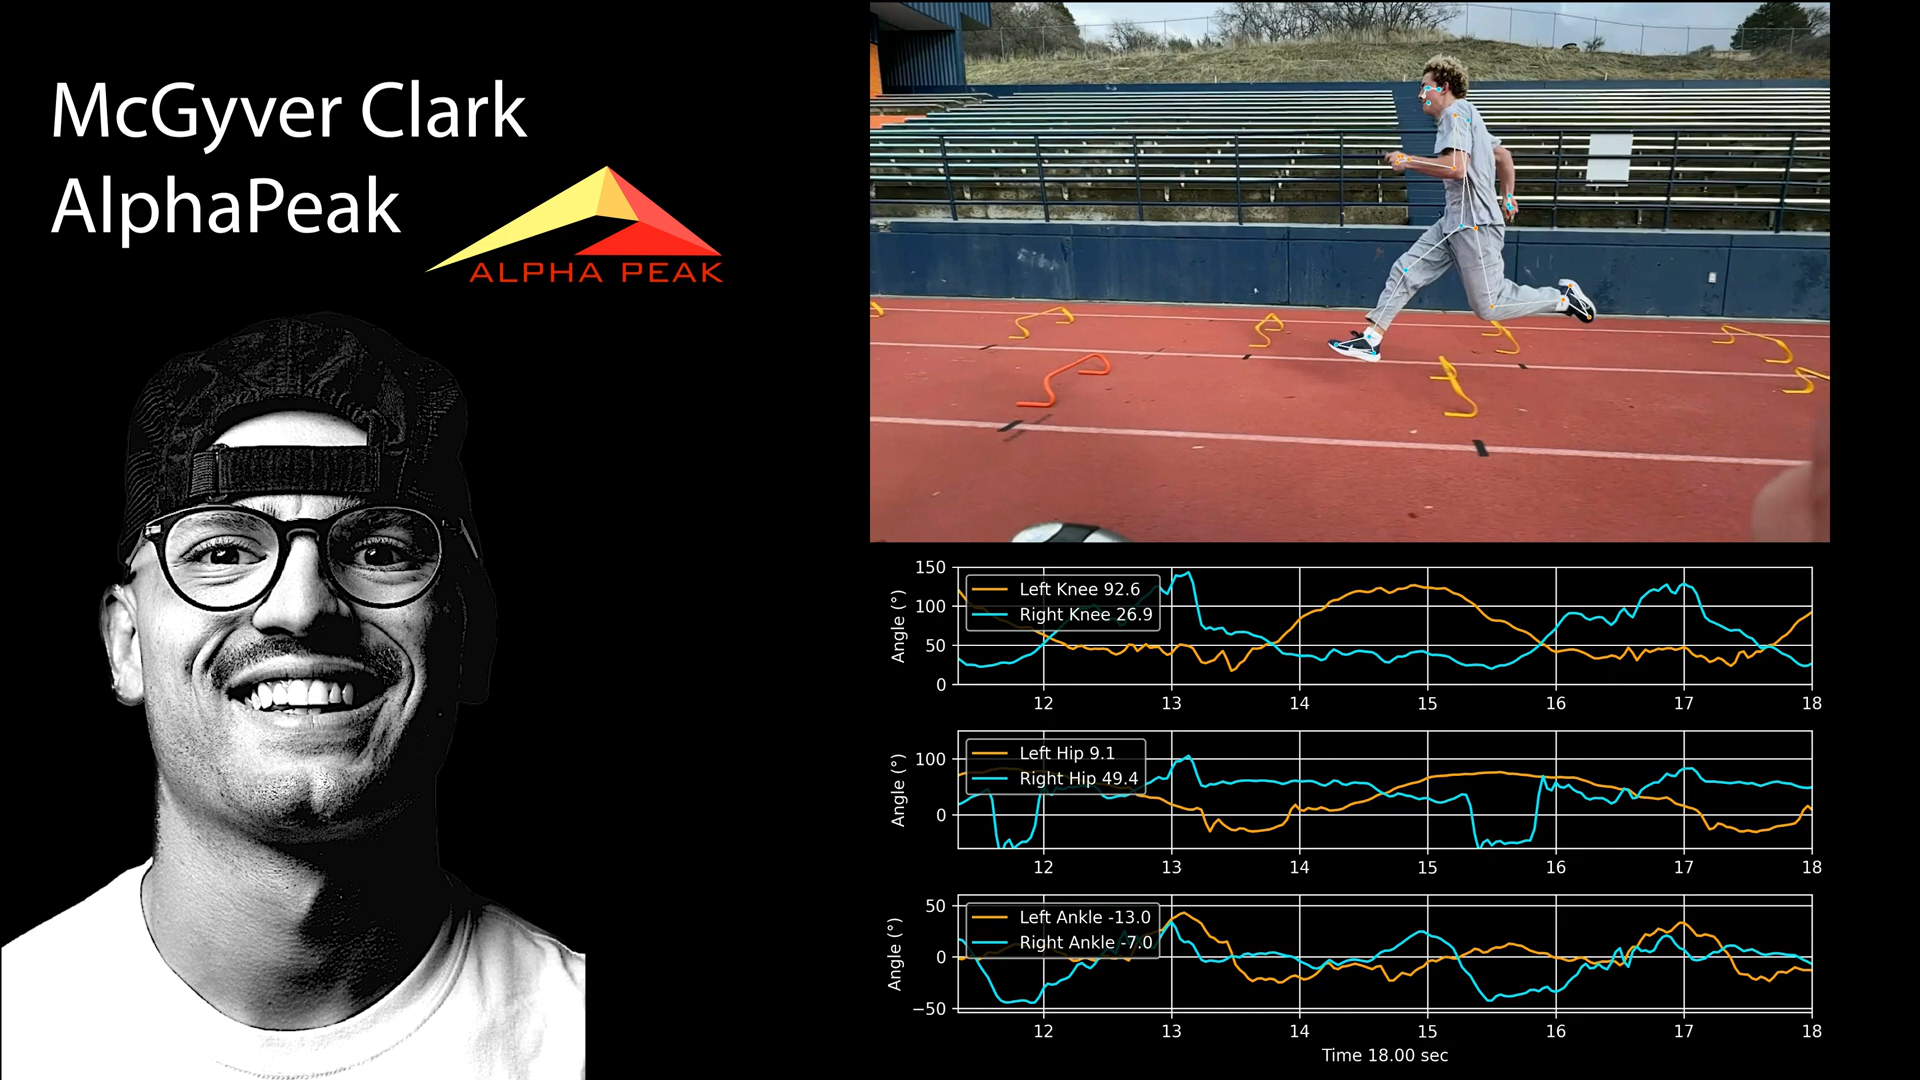 McGyver Clark
AlphaPeak
ALPHA PEAK
150
100
50
0
Angle (°)
Left Knee 92.6
Right Knee 26.9
12 13 14 15 16 17 18
100
0
Angle (°)
Left Hip 9.1
Right Hip 49.4
12 13 14 15 16 17 18
50
0
−50
Angle (°)
Left Ankle -13.0
Right Ankle -7.0
12 13 14 15 16 17 18
Time 18.00 sec